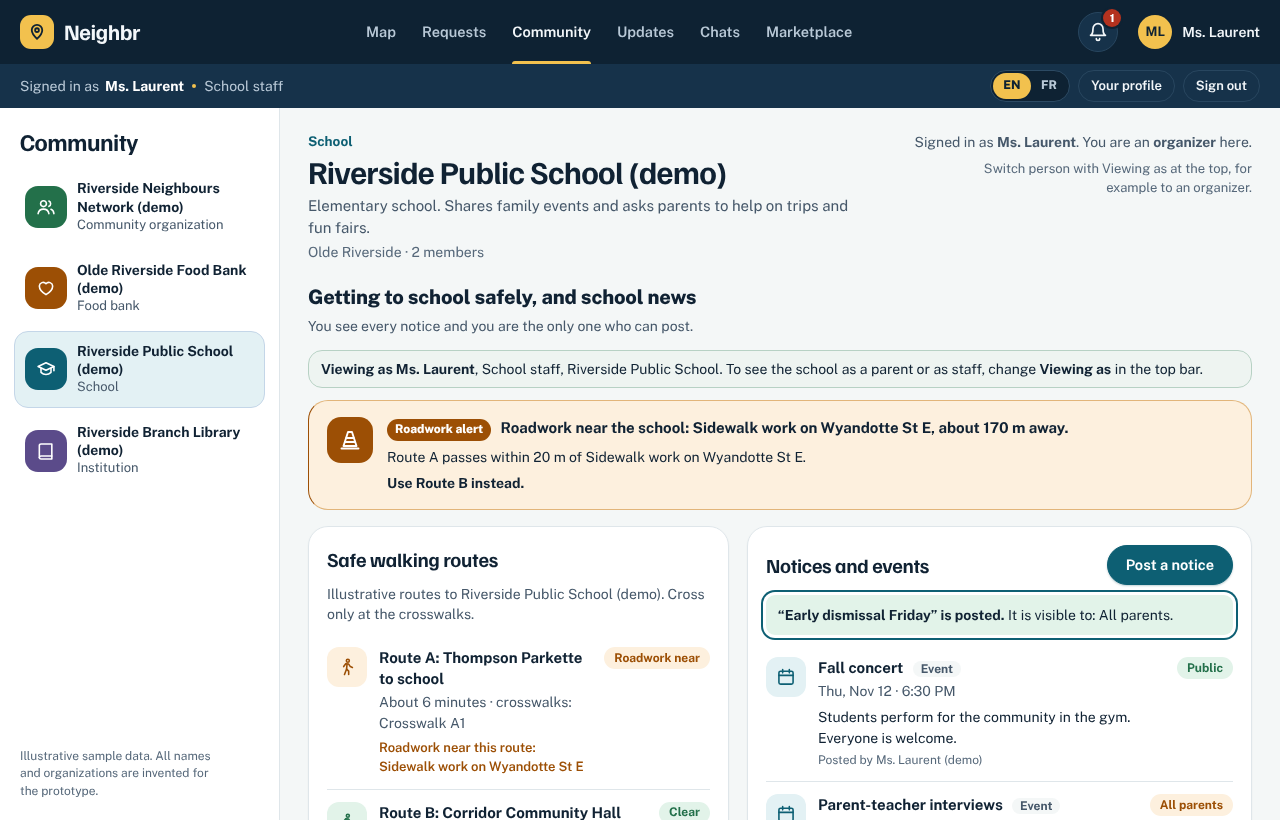 Neighbr
Map
Requests
Community
Updates
Chats
Marketplace
1
ML
Ms. Laurent
Signed in as Ms. Laurent • School staff
EN
FR
Your profile
Sign out
Community
Riverside Neighbours
Network (demo)
Community organization
Olde Riverside Food Bank
(demo)
Food bank
Riverside Public School
(demo)
School
Riverside Branch Library
(demo)
Institution
Illustrative sample data. All names
and organizations are invented for
the prototype.
School
Riverside Public School (demo)
Elementary school. Shares family events and asks parents to help on trips and
fun fairs.
Olde Riverside · 2 members
Signed in as Ms. Laurent. You are an organizer here.
Switch person with Viewing as at the top, for
example to an organizer.
Getting to school safely, and school news
You see every notice and you are the only one who can post.
Viewing as Ms. Laurent, School staff, Riverside Public School. To see the school as a parent or as staff, change Viewing as in the top bar.
Roadwork alert
Roadwork near the school: Sidewalk work on Wyandotte St E, about 170 m away.
Route A passes within 20 m of Sidewalk work on Wyandotte St E.
Use Route B instead.
Safe walking routes
Illustrative routes to Riverside Public School (demo). Cross
only at the crosswalks.
Route A: Thompson Parkette
to school
Roadwork near
About 6 minutes · crosswalks:
Crosswalk A1
Roadwork near this route:
Sidewalk work on Wyandotte St E
Route B: Corridor Community Hall
Clear
Notices and events
Post a notice
“Early dismissal Friday” is posted. It is visible to: All parents.
Fall concert
Event
Public
Thu, Nov 12 · 6:30 PM
Students perform for the community in the gym.
Everyone is welcome.
Posted by Ms. Laurent (demo)
Parent-teacher interviews
Event
All parents